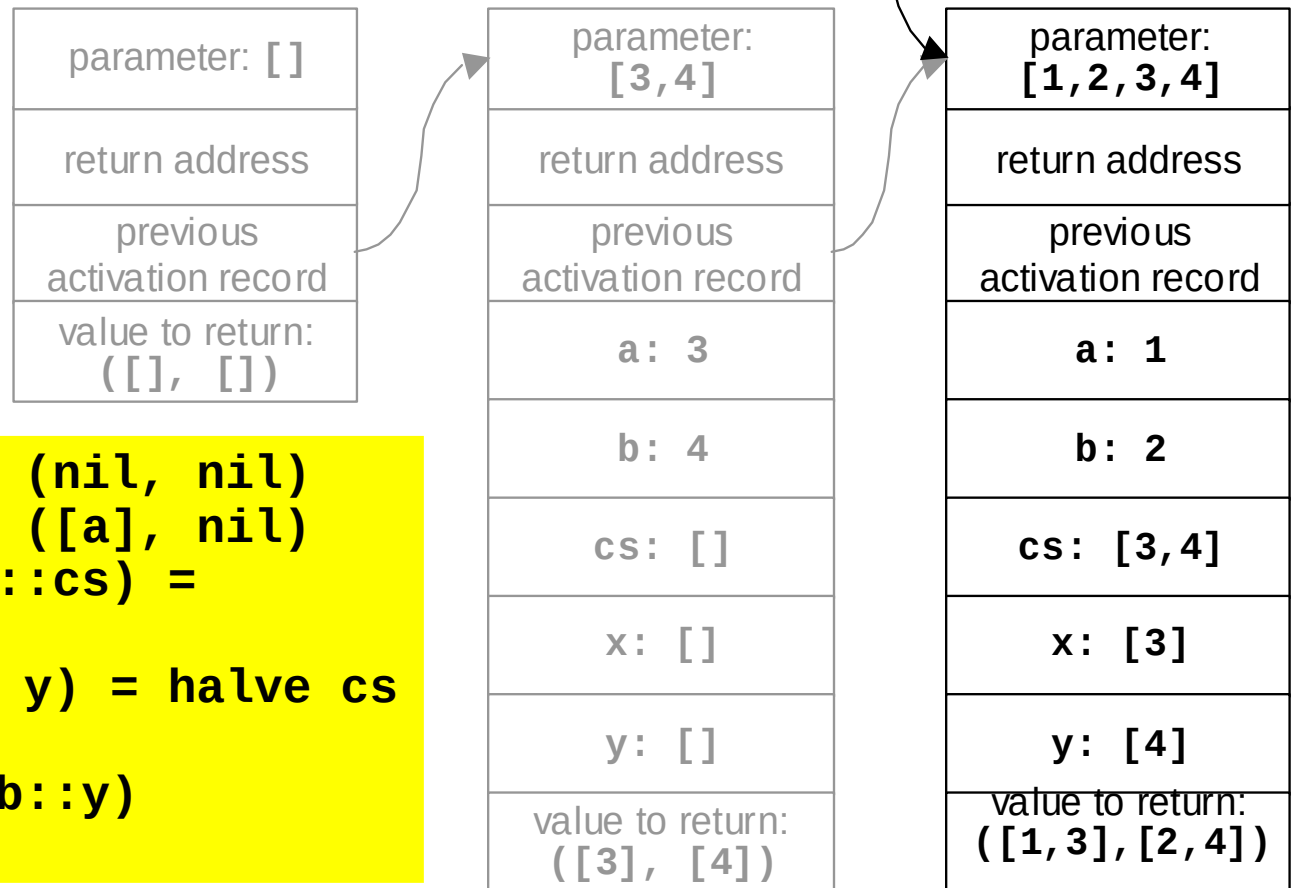 parameter: []
return address
previous
activation record
value to return:
([], [])
(nil, nil)
([a], nil)
::cs) =
y) = halve cs
b::y)
parameter:
[3,4]
return address
previous
activation record
a: 3
b: 4
cs: []
x: []
y: []
value to return:
([3], [4])
parameter:
[1,2,3,4]
return address
previous
activation record
a: 1
b: 2
cs: [3,4]
x: [3]
y: [4]
value to return:
([1,3],[2,4])